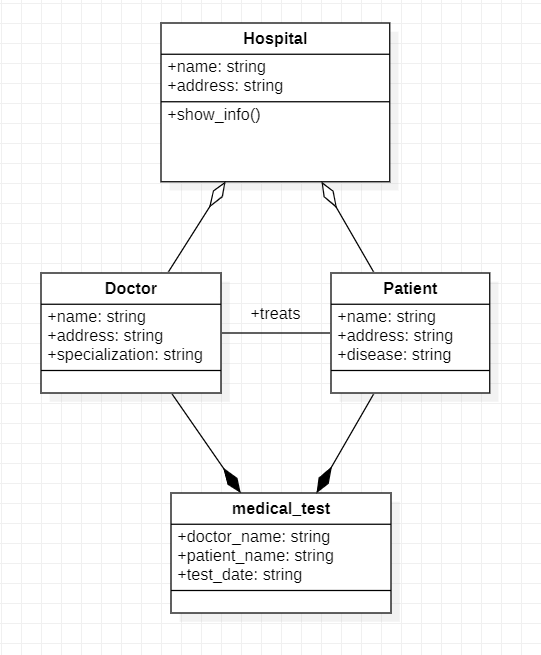 Hospital
+name: string
+address: string
+show_info()
Doctor
+name: string
+address: string
+specialization: string
+treats
Patient
+name: string
+address: string
+disease: string
medical_test
+doctor_name: string
+patient_name: string
+test_date: string